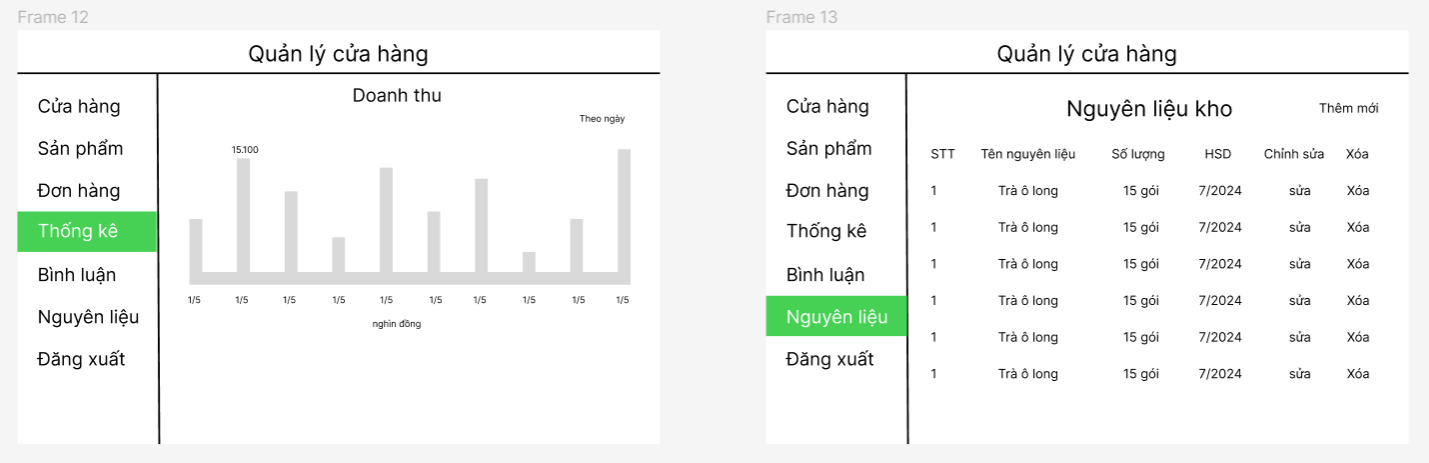 Frame 12
Quản lý cửa hàng
Cửa hàng
Sản phẩm
Đơn hàng
Thống kê
Bình luận
Nguyên liệu
Đăng xuất
Doanh thu
Theo ngày
15.100
1/5 1/5 1/5 1/5 1/5 1/5 1/5 1/5 1/5 1/5
nghìn đồng
Frame 13
Quản lý cửa hàng
Cửa hàng
Sản phẩm
Đơn hàng
Thống kê
Bình luận
Nguyên liệu
Đăng xuất
Nguyên liệu kho
Thêm mới
STT Tên nguyên liệu Số lượng HSD Chỉnh sửa Xóa
1 Trà ô long 15 gói 7/2024 sửa Xóa
1 Trà ô long 15 gói 7/2024 sửa Xóa
1 Trà ô long 15 gói 7/2024 sửa Xóa
1 Trà ô long 15 gói 7/2024 sửa Xóa
1 Trà ô long 15 gói 7/2024 sửa Xóa
1 Trà ô long 15 gói 7/2024 sửa Xóa